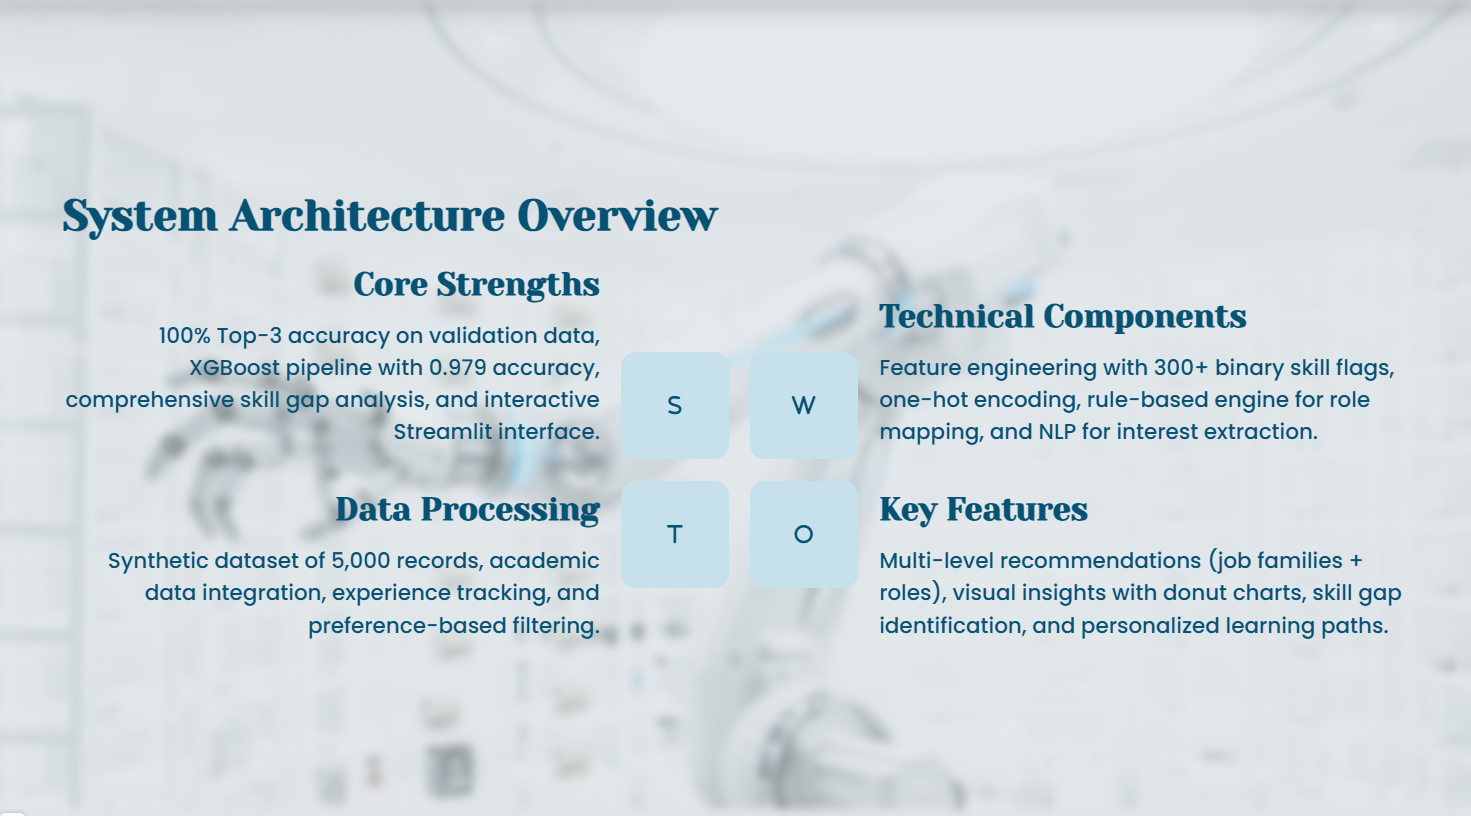 System Architecture Overview
Core Strengths
100% Top-3 accuracy on validation data,
XGBoost pipeline with 0.979 accuracy,
comprehensive skill gap analysis, and interactive
Streamlit interface.
S
W
Technical Components
Feature engineering with 300+ binary skill flags,
one-hot encoding, rule-based engine for role
mapping, and NLP for interest extraction.
Data Processing
Synthetic dataset of 5,000 records, academic
data integration, experience tracking, and
preference-based filtering.
T
O
Key Features
Multi-level recommendations (job families +
roles), visual insights with donut charts, skill gap
identification, and personalized learning paths.